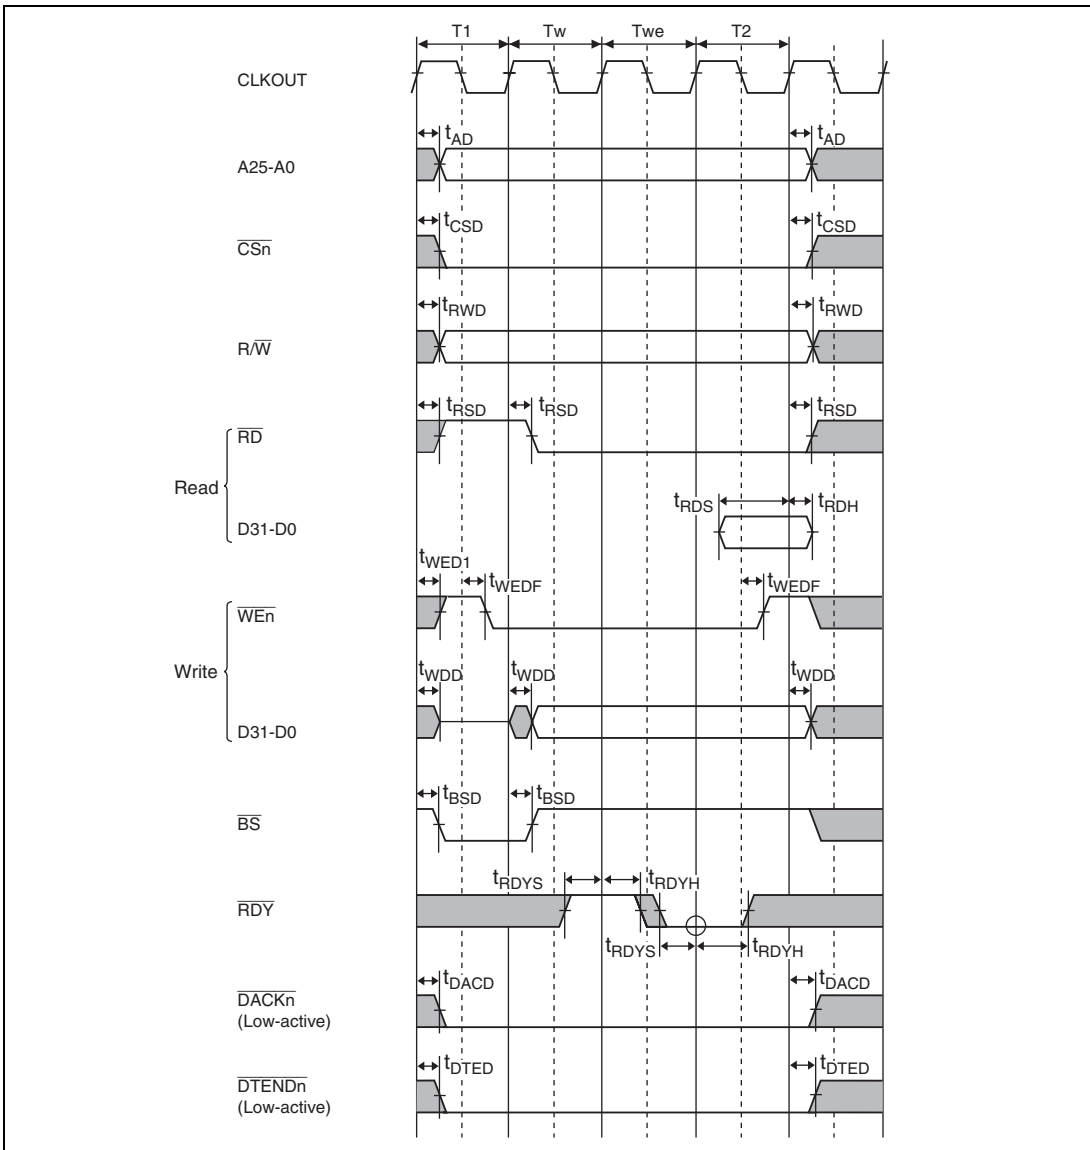 T1 Tw Twe T2
CLKOUT
tAD tAD
A25-A0
tCSD tCSD
CSn
tRWD tRWD
R/W
tRSD tRSD tRSD
RD
Read
tRDS tRDH
D31-D0
tWED1 tWEDF tWEDF
WEn
Write
tWDD tWDD tWDD
D31-D0
tBSD tBSD
BS
tRDYS tRDYH
RDY
tRDYS tRDYH
tDACD tDACD
DACKn
(Low-active)
tDTED tDTED
DTENDn
(Low-active)